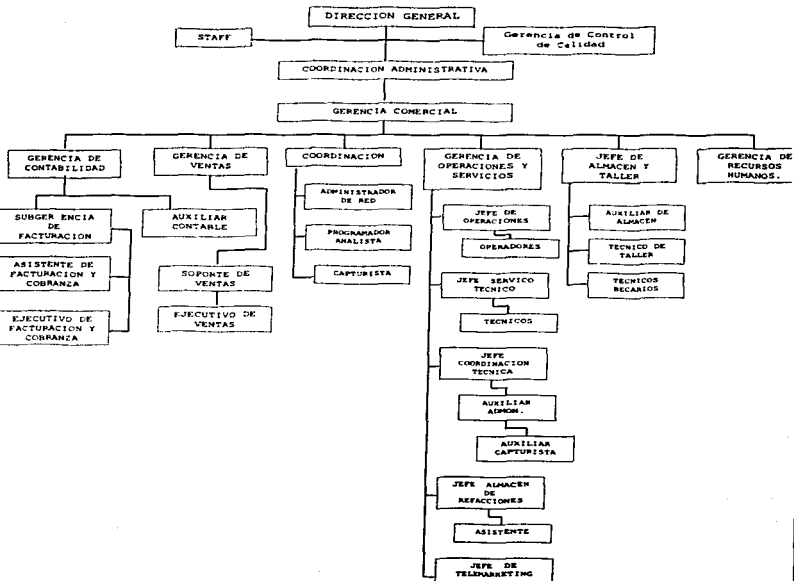 DIRECCION GENERAL
STAFF
Gerencia de Control
de Calidad
COORDINACION ADMINISTRATIVA
GERENCIA COMERCIAL
GERENCIA DE
CONTABILIDAD
GERENCIA DE
VENTAS
COORDINACION
GERENCIA DE
OPERACIONES Y
SERVICIOS
JEFE DE
ALMACEN Y
TALLER
GERENCIA DE
RECURSOS
HUMANOS.
SUBGER ENCIA
DE
FACTURACION
AUXILIAR
CONTABLE
ASISTENTE DE
FACTURACION Y
COBRANZA
EJECUTIVO DE
FACTURACION Y
COBRANZA
SOPORTE DE
VENTAS
EJECUTIVO DE
VENTAS
ADMINISTRADOR
DE RED
PROGRAMADOR
ANALISTA
CAPTURISTA
JEFE DE
OPERACIONES
OPERADORES
JEFE SERVICO
TECNICO
TECNICOS
JEFE
COORDINACION
TECNICA
AUXILIAR
ADMON.
AUXILIAR
CAPTURISTA
JEFE ALMACEN
DE
REFACCIONES
ASISTENTE
JEFE DE
TELEMARKETING
AUXILIAR DE
ALMACEN
TECNICO DE
TALLER
TECNICOS
BECARIOS